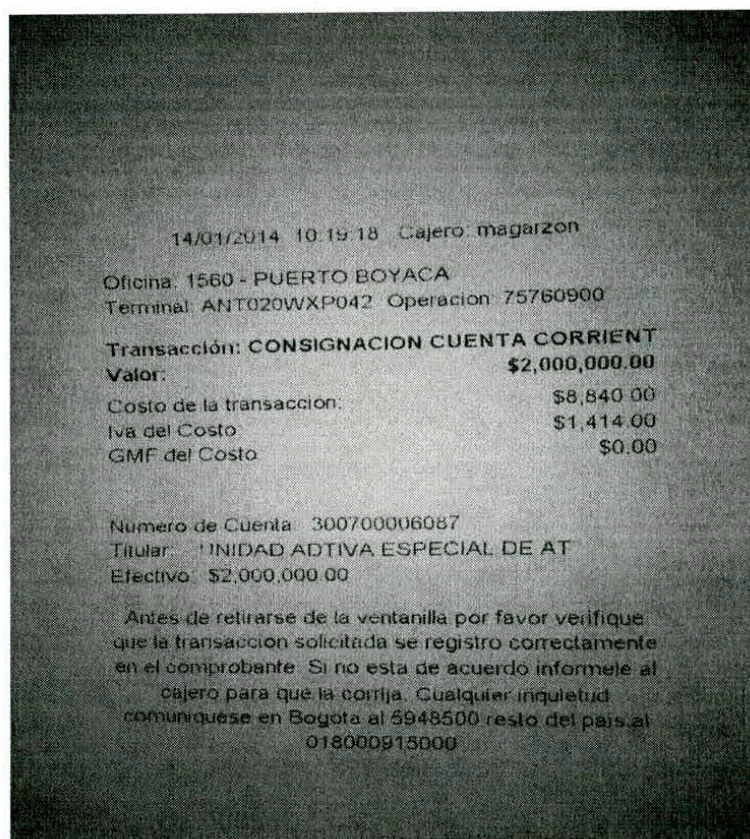 14/01/2014 10:19:18 Cajero: magarzon
Oficina: 1560 - PUERTO BOYACA
Terminal: ANT020WXP042 Operacion: 75760900
Transacción: CONSIGNACION CUENTA CORRIENT
Valor: $2,000,000.00
Costo de la transaccion: $8,840.00
Iva del Costo: $1,414.00
GMF del Costo $0.00
Numero de Cuenta: 300700006087
Titular: UNIDAD ADTIVA ESPECIAL DE AT
Efectivo: $2,000,000.00
Antes de retirarse de la ventanilla por favor verifique
que la transaccion solicitada se registro correctamente
en el comprobante. Si no esta de acuerdo informele al
cajero para que la corrija. Cualquier inquietud
comuniquese en Bogota al 5948500 resto del pais al
018000915000